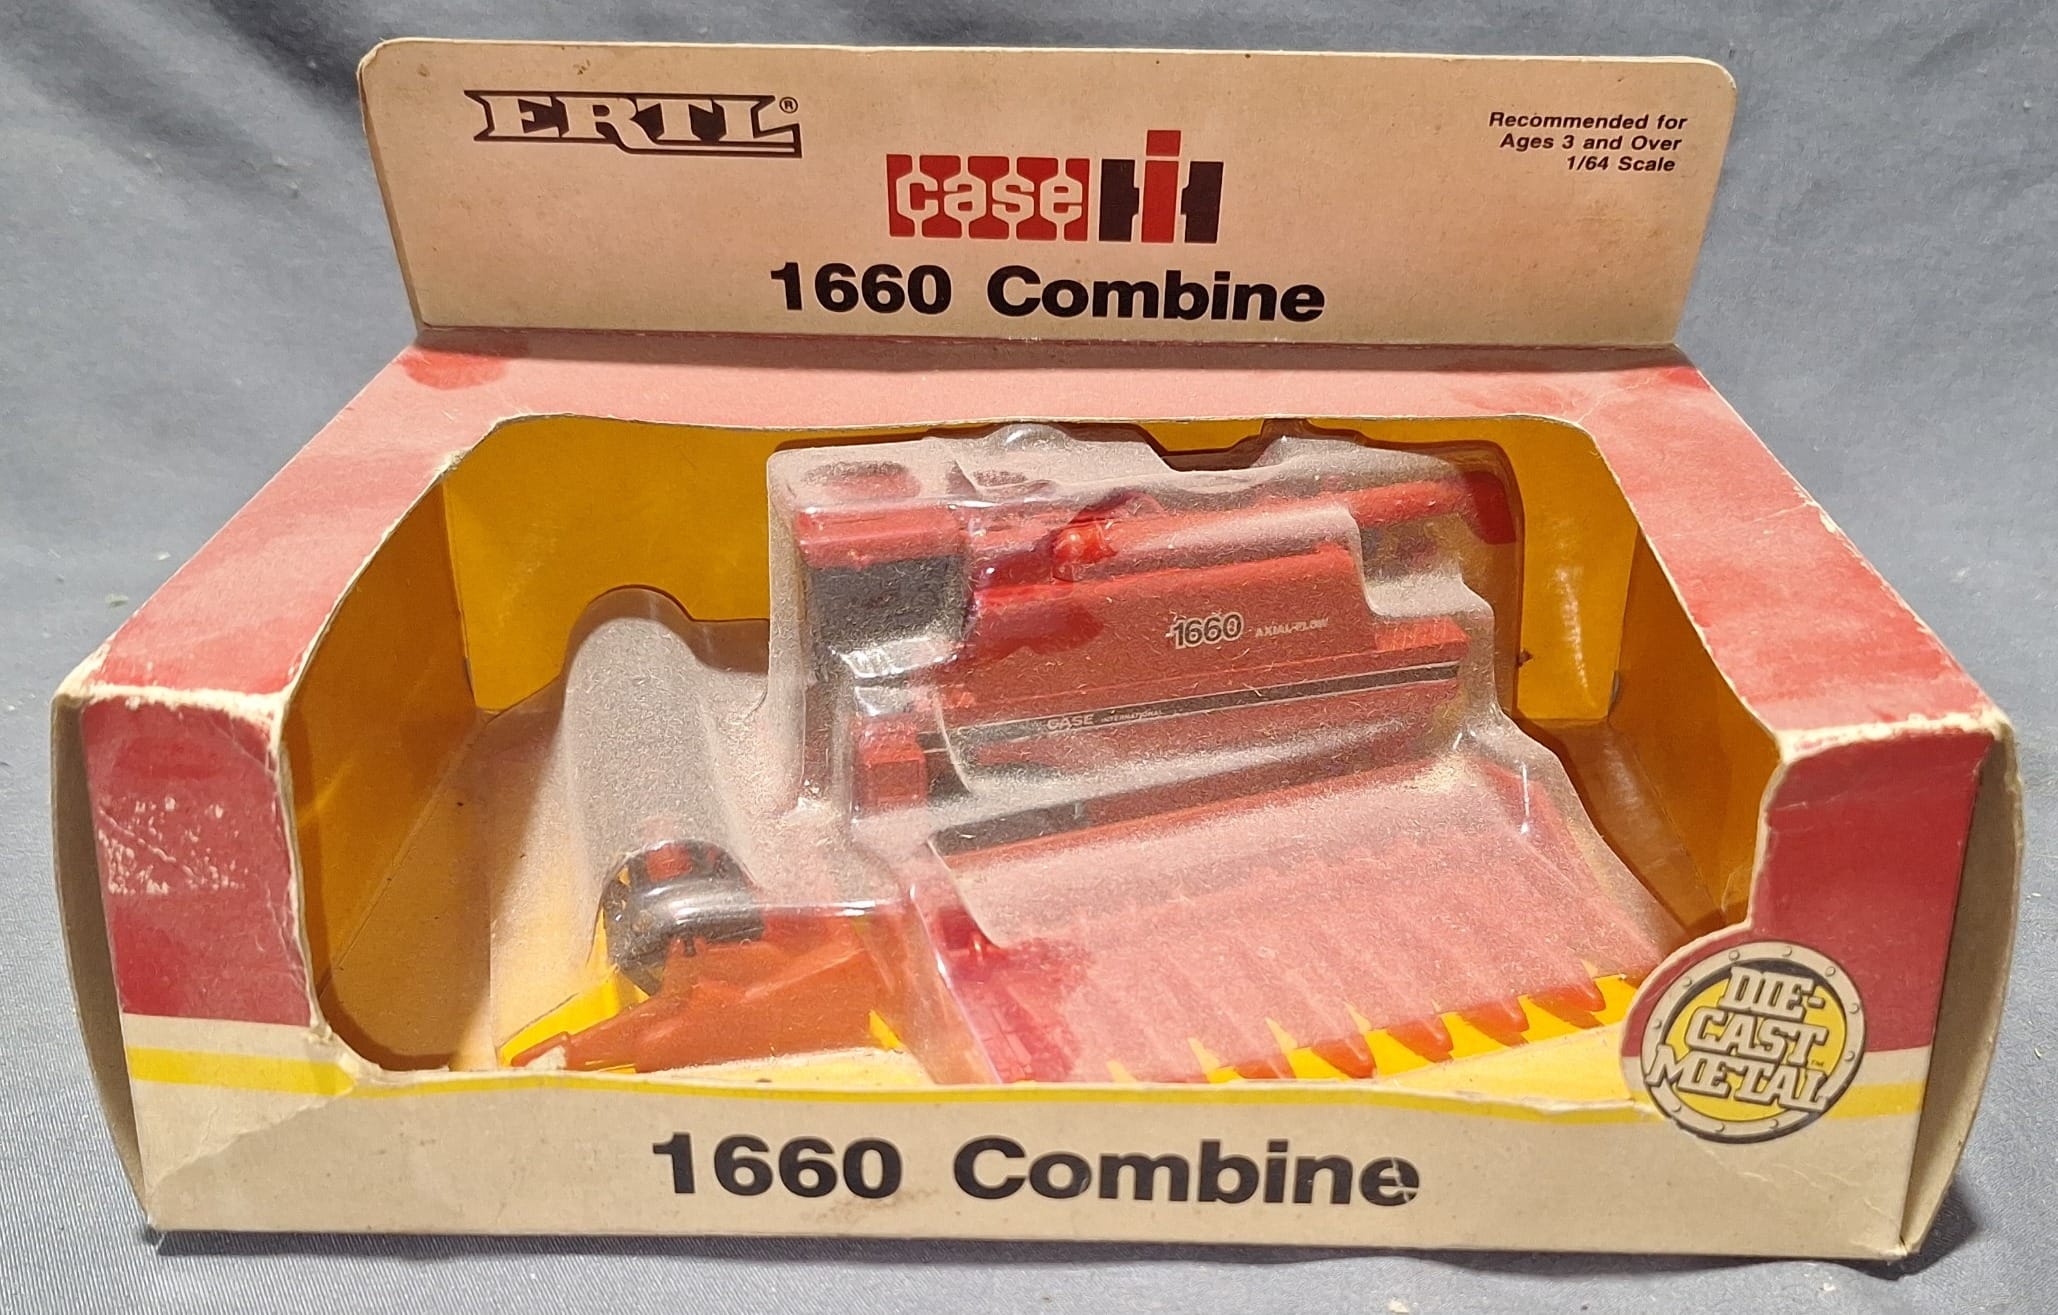 ERTL®
Recommended for
Ages 3 and Over
1/64 Scale
case IH
1660 Combine
1660 AXIAL-FLOW
CASE INTERNATIONAL
DIE-
CAST
METAL™
1660 Combine